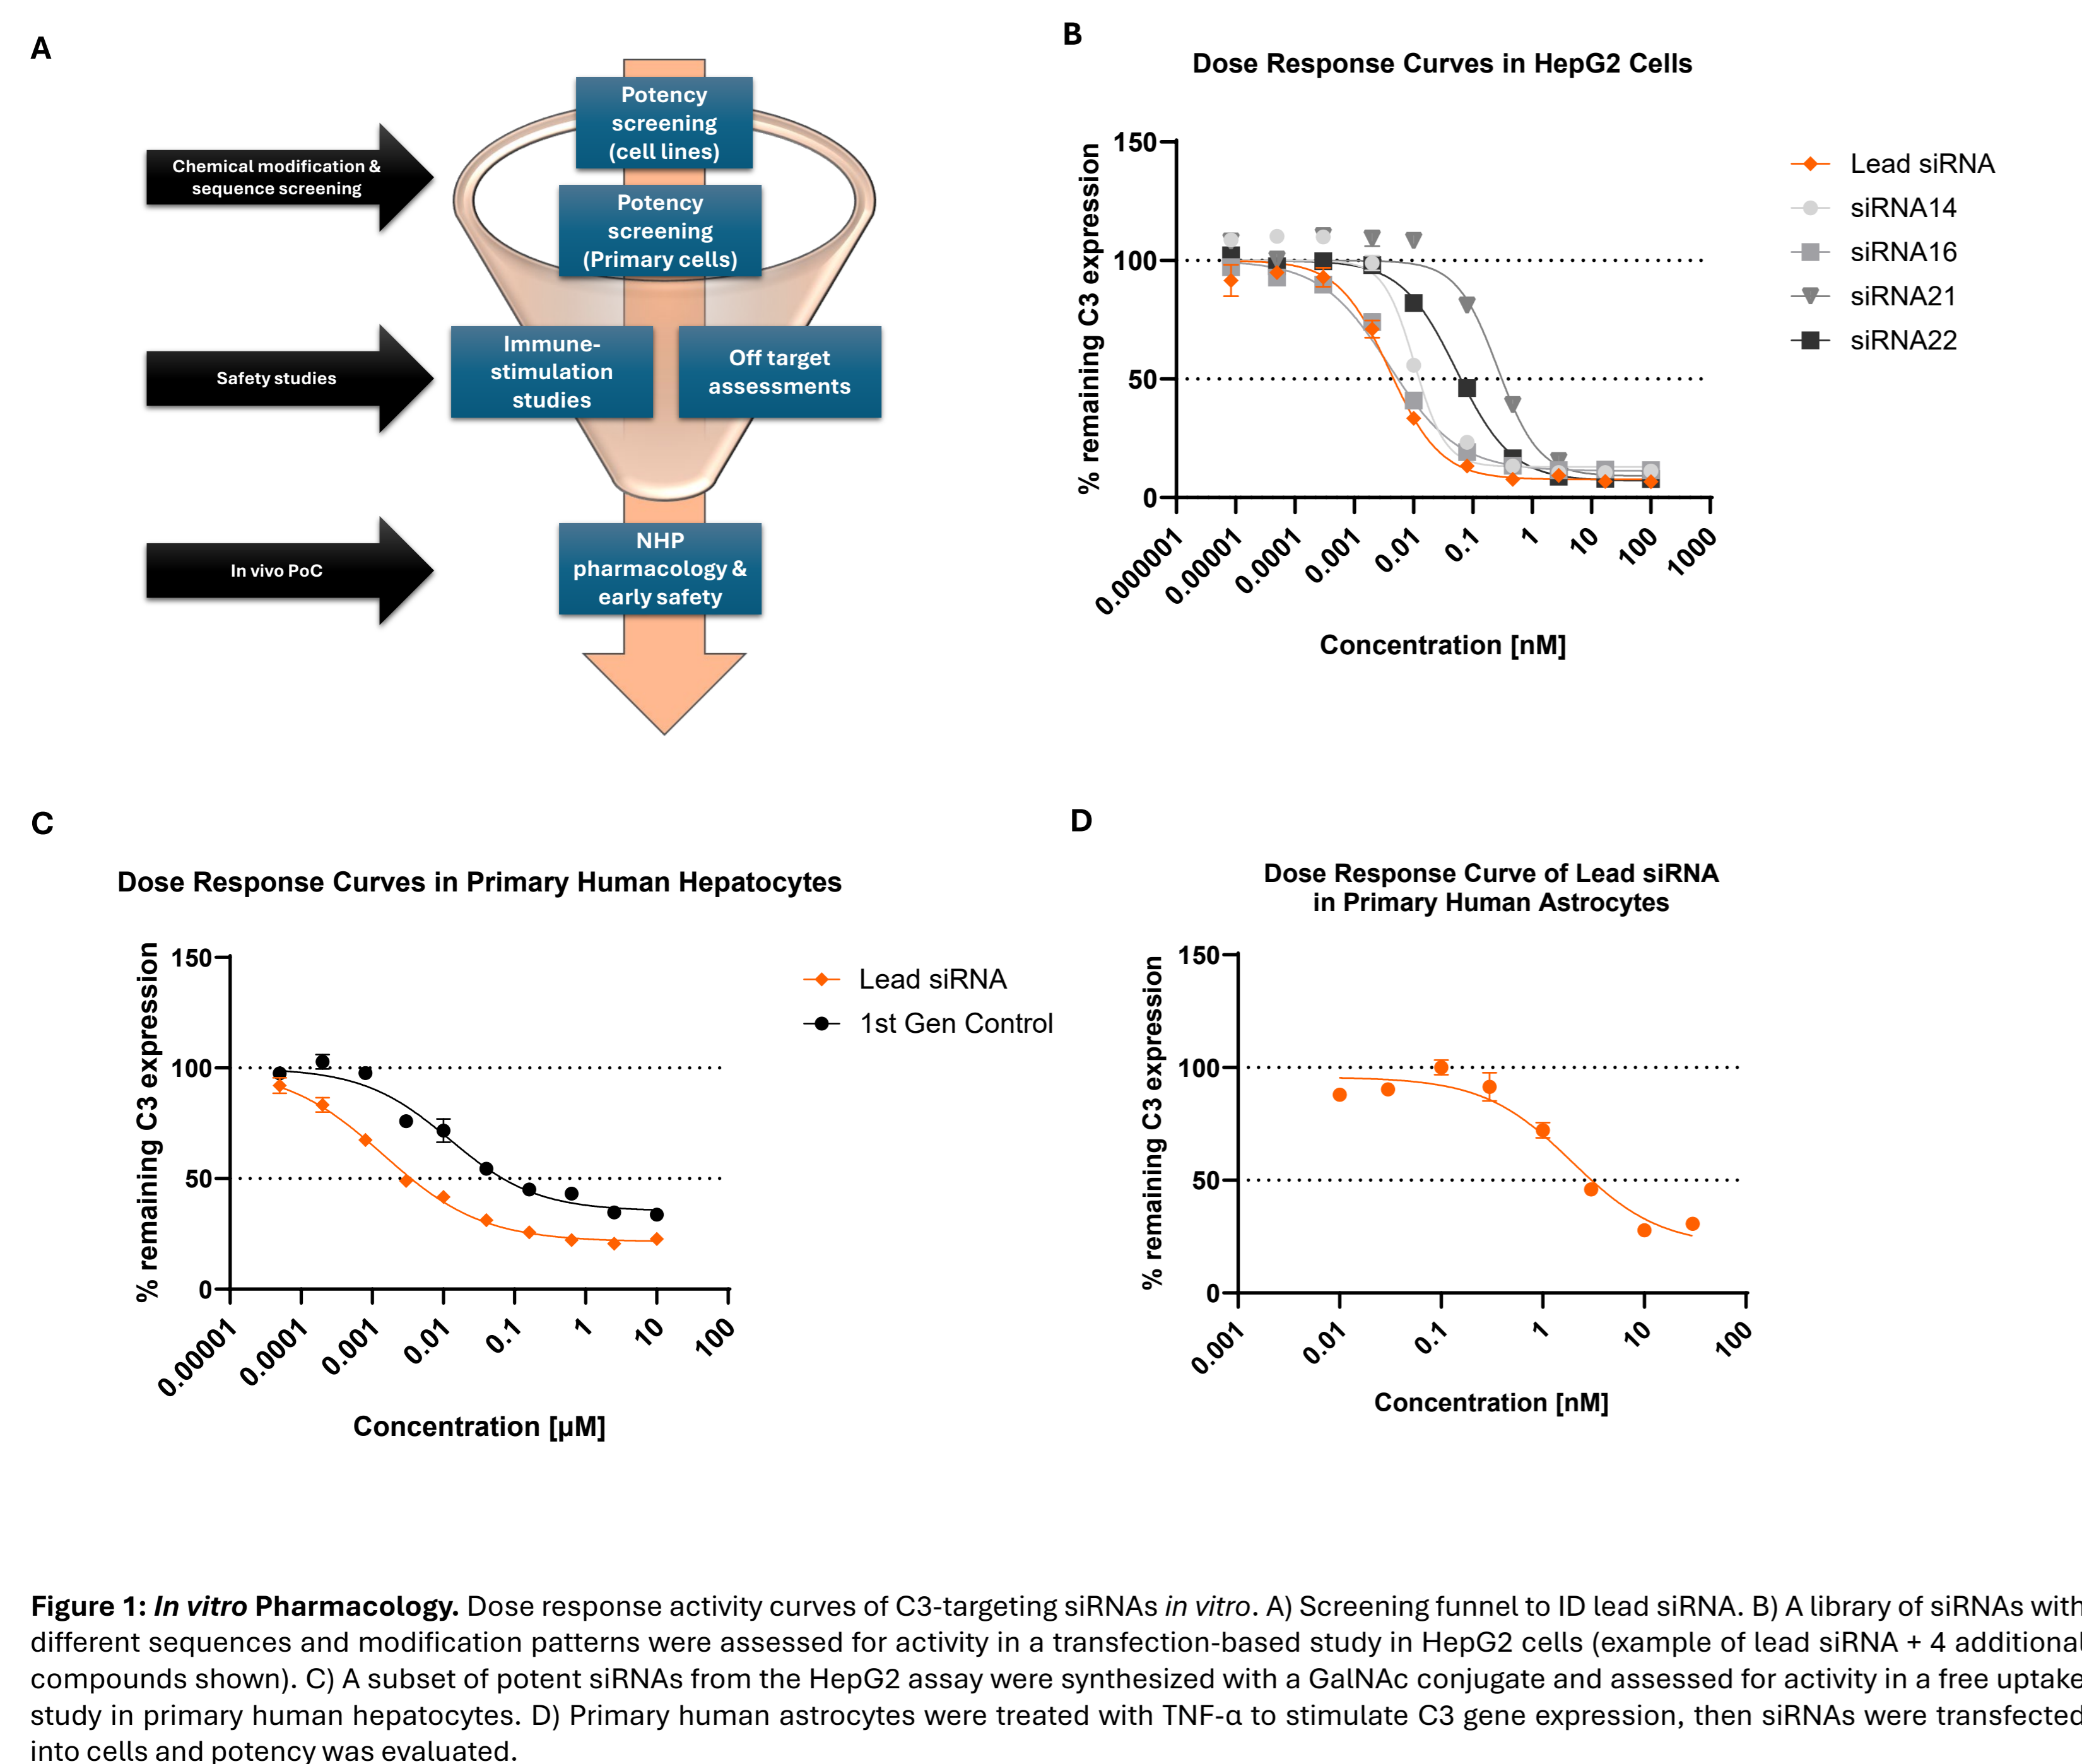 A
Chemical modification &
sequence screening
Safety studies
In vivo PoC
Potency
screening
(cell lines)
Potency
screening
(Primary cells)
Immune-
stimulation
studies
Off target
assessments
NHP
pharmacology &
early safety
B
Dose Response Curves in HepG2 Cells
% remaining C3 expression
150
100
50
0
0.0000001
0.000001
0.00001
0.0001
0.001
0.01
0.1
1
10
100
1000
Concentration [nM]
Lead siRNA
siRNA14
siRNA16
siRNA21
siRNA22
C
Dose Response Curves in Primary Human Hepatocytes
% remaining C3 expression
150
100
50
0
0.00001
0.0001
0.001
0.01
0.1
1
10
100
Concentration [µM]
Lead siRNA
1st Gen Control
D
Dose Response Curve of Lead siRNA
in Primary Human Astrocytes
% remaining C3 expression
150
100
50
0
0.001
0.01
0.1
1
10
100
Concentration [nM]
Figure 1: In vitro Pharmacology. Dose response activity curves of C3-targeting siRNAs in vitro. A) Screening funnel to ID lead siRNA. B) A library of siRNAs with
different sequences and modification patterns were assessed for activity in a transfection-based study in HepG2 cells (example of lead siRNA + 4 additional
compounds shown). C) A subset of potent siRNAs from the HepG2 assay were synthesized with a GalNAc conjugate and assessed for activity in a free uptake
study in primary human hepatocytes. D) Primary human astrocytes were treated with TNF-α to stimulate C3 gene expression, then siRNAs were transfected
into cells and potency was evaluated.